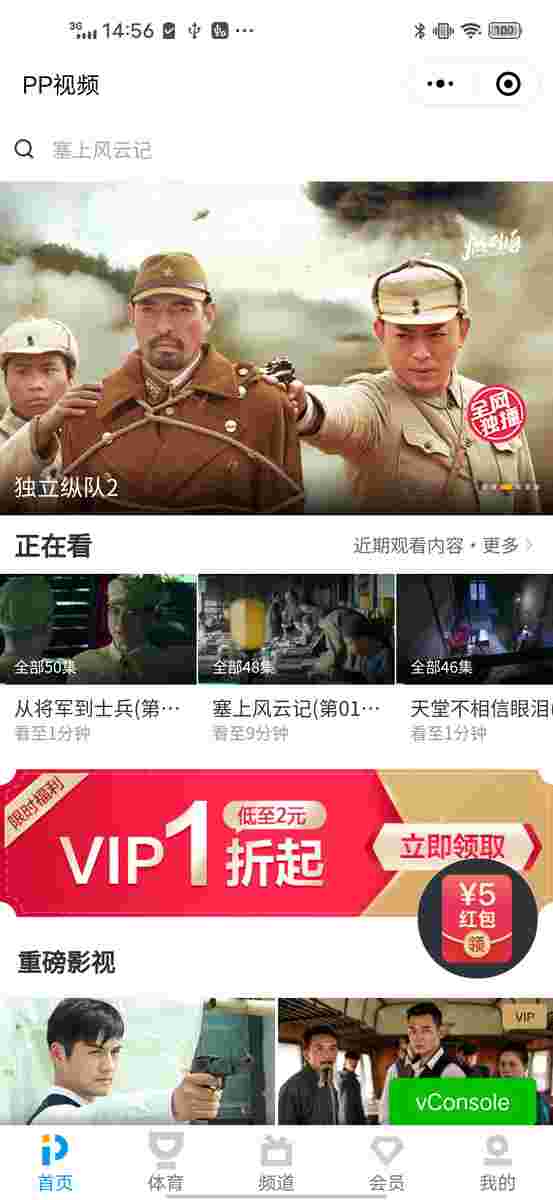 3G 14:56
100
PP视频
塞上风云记
全网
独播
独立纵队2
正在看
近期观看内容·更多
全部50集
全部48集
全部46集
从将军到士兵(第…
塞上风云记(第01…
天堂不相信眼泪(
看至1分钟
看至9分钟
看至1分钟
限时福利
VIP1折起
低至2元
立即领取
¥5
红包
领
重磅影视
VIP
vConsole
首页
体育
频道
会员
我的